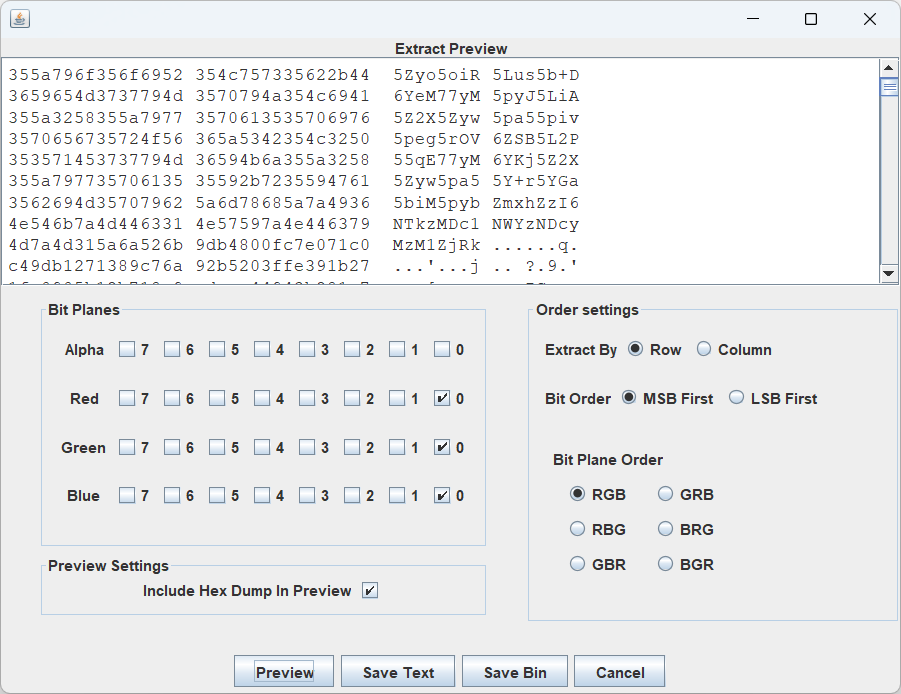 Extract Preview
355a796f356f6952 354c757335622b44 5Zyo5oiR 5Lus5b+D
3659654d3737794d 3570794a354c6941 6YeM77yM 5pyJ5LiA
355a3258355a7977 3570613535706976 5Z2X5Zyw 5pa55piv
3570656735724f56 365a5342354c3250 5peg5rOV 6ZSB5L2P
353571453737794d 36594b6a355a3258 55qE77yM 6YKj5Z2X
355a797735706135 35592b7235594761 5Zyw5pa5 5Y+r5YGa
3562694d35707962 5a6d78685a7a4936 5biM5pyb ZmxhZzI6
4e546b7a4d446331 4e57597a4e446379 NTkzMDc1 NWYzNDcy
4d7a4d315a6a526b 9db4800fc7e071c0 MzM1ZjRk ......q.
c49db1271389c76a 92b5203ffe391b27 ...'...j .. ?.9.'
Bit Planes
Alpha 7 6 5 4 3 2 1 0
Red 7 6 5 4 3 2 1 0
Green 7 6 5 4 3 2 1 0
Blue 7 6 5 4 3 2 1 0
Preview Settings
Include Hex Dump In Preview
Order settings
Extract By Row Column
Bit Order MSB First LSB First
Bit Plane Order
RGB GRB
RBG BRG
GBR BGR
Preview Save Text Save Bin Cancel